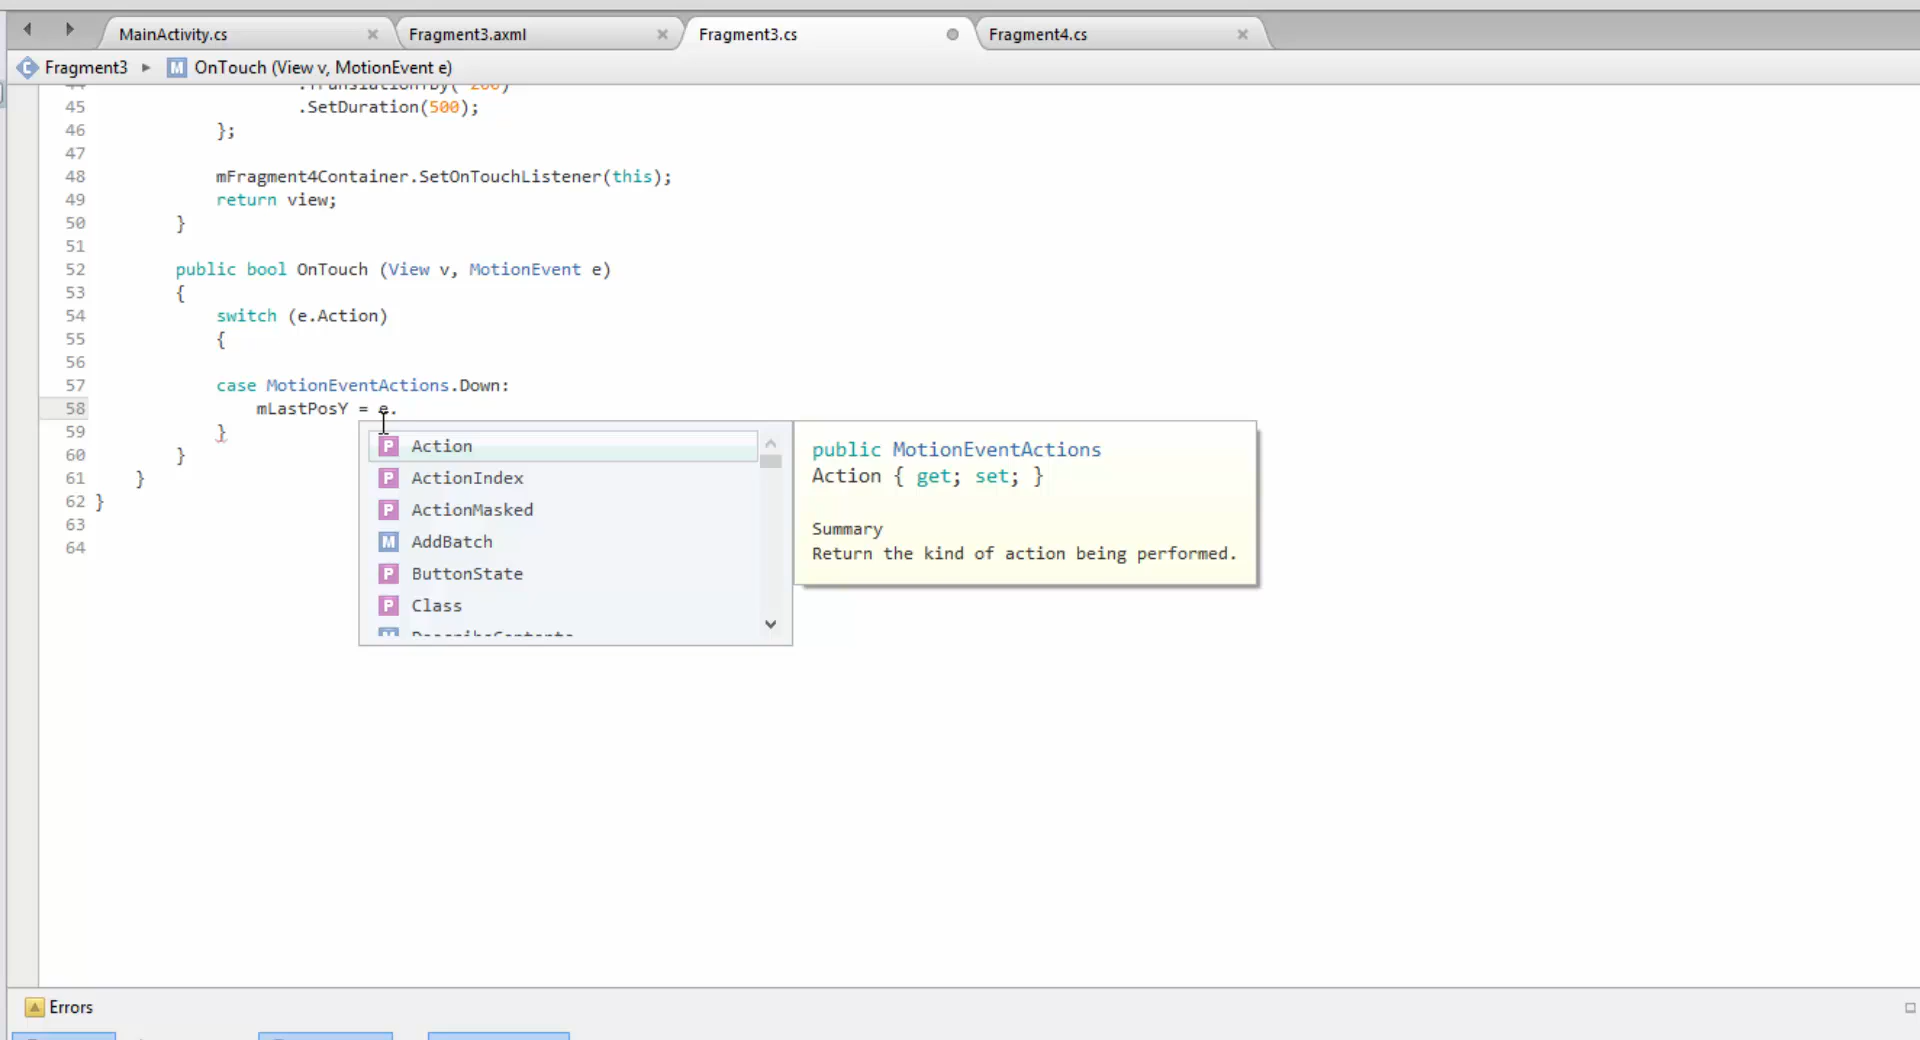 MainActivity.cs
Fragment3.axml
Fragment3.cs
Fragment4.cs
Fragment3
M OnTouch (View v, MotionEvent e)
45 .SetDuration(500);
46 };
47
48 mFragment4Container.SetOnTouchListener(this);
49 return view;
50 }
51
52 public bool OnTouch (View v, MotionEvent e)
53 {
54 switch (e.Action)
55 {
56
57 case MotionEventActions.Down:
58 mLastPosY = e.
59 }
60 }
61 }
62 }
63
64
P Action
P ActionIndex
P ActionMasked
M AddBatch
P ButtonState
P Class
public MotionEventActions
Action { get; set; }
Summary
Return the kind of action being performed.
Errors